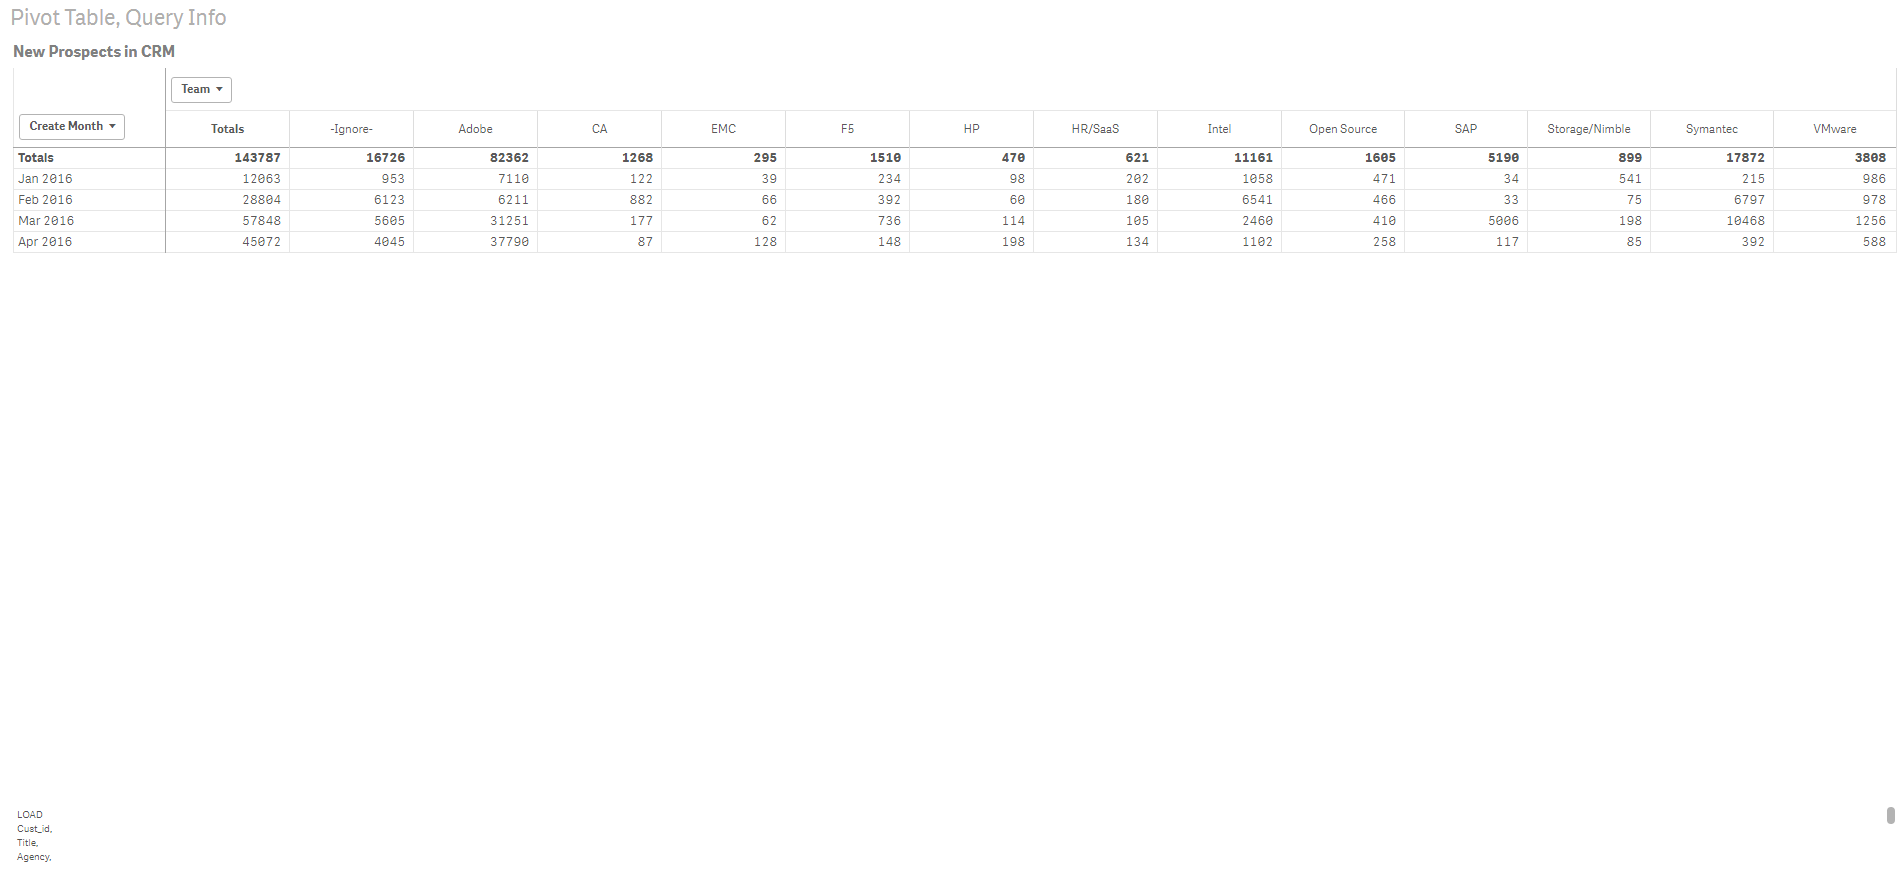 Pivot Table, Query Info
New Prospects in CRM
Team
Create Month Totals -Ignore- Adobe CA EMC F5 HP HR/SaaS Intel Open Source SAP Storage/Nimble Symantec VMware
Totals 143787 16726 82362 1268 295 1510 470 621 11161 1605 5190 899 17872 3808
Jan 2016 12063 953 7110 122 39 234 98 202 1058 471 34 541 215 986
Feb 2016 28804 6123 6211 882 66 392 60 180 6541 466 33 75 6797 978
Mar 2016 57848 5605 31251 177 62 736 114 105 2460 410 5006 198 10468 1256
Apr 2016 45072 4045 37790 87 128 148 198 134 1102 258 117 85 392 588
LOAD
Cust_id,
Title,
Agency,